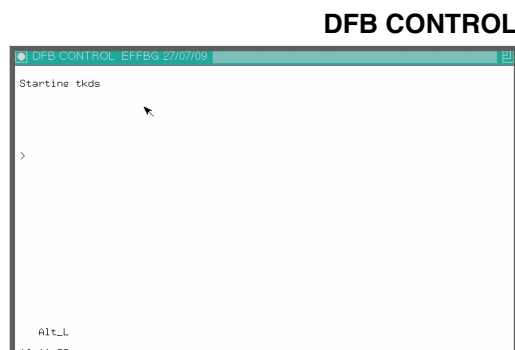 DFB CONTROL
DFB CONTROL EFFBG 27/07/09
Starting tkds
>
Alt_L